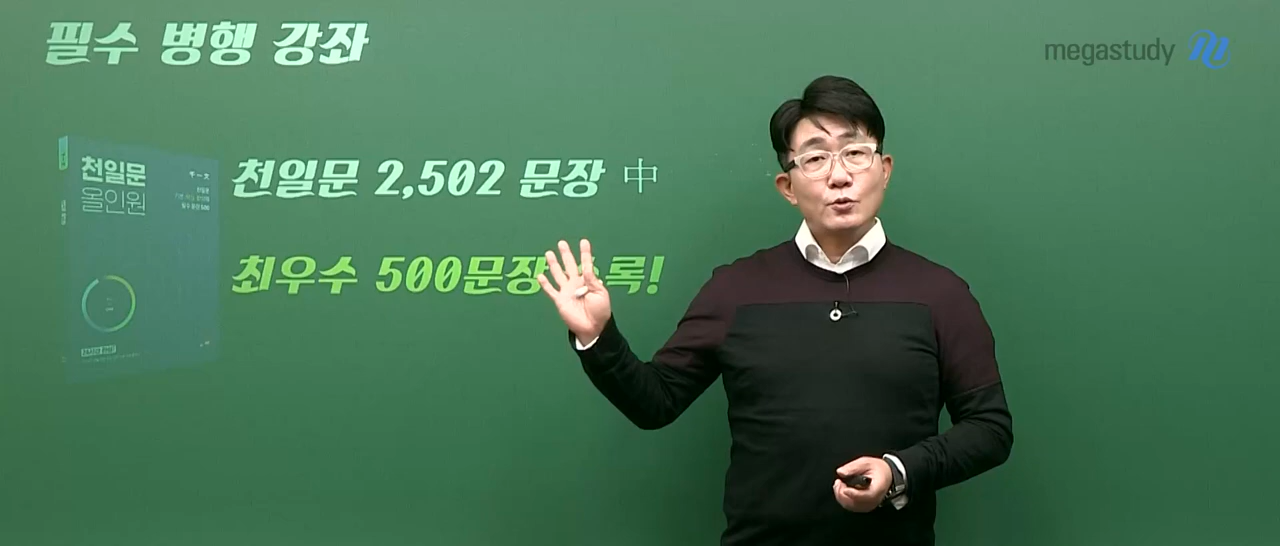 필수 병행 강좌
megastudy
천일문
올인원
천일문 2,502 문장 中
최우수 500문장 록!